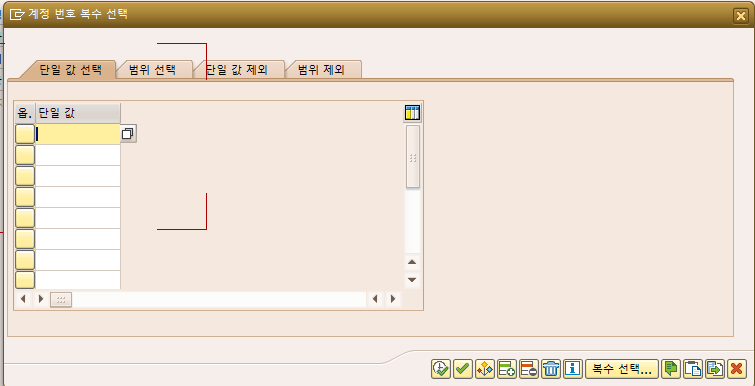 계정 번호 복수 선택
단일 값 선택 범위 선택 단일 값 제외 범위 제외
옵. 단일 값
복수 선택...